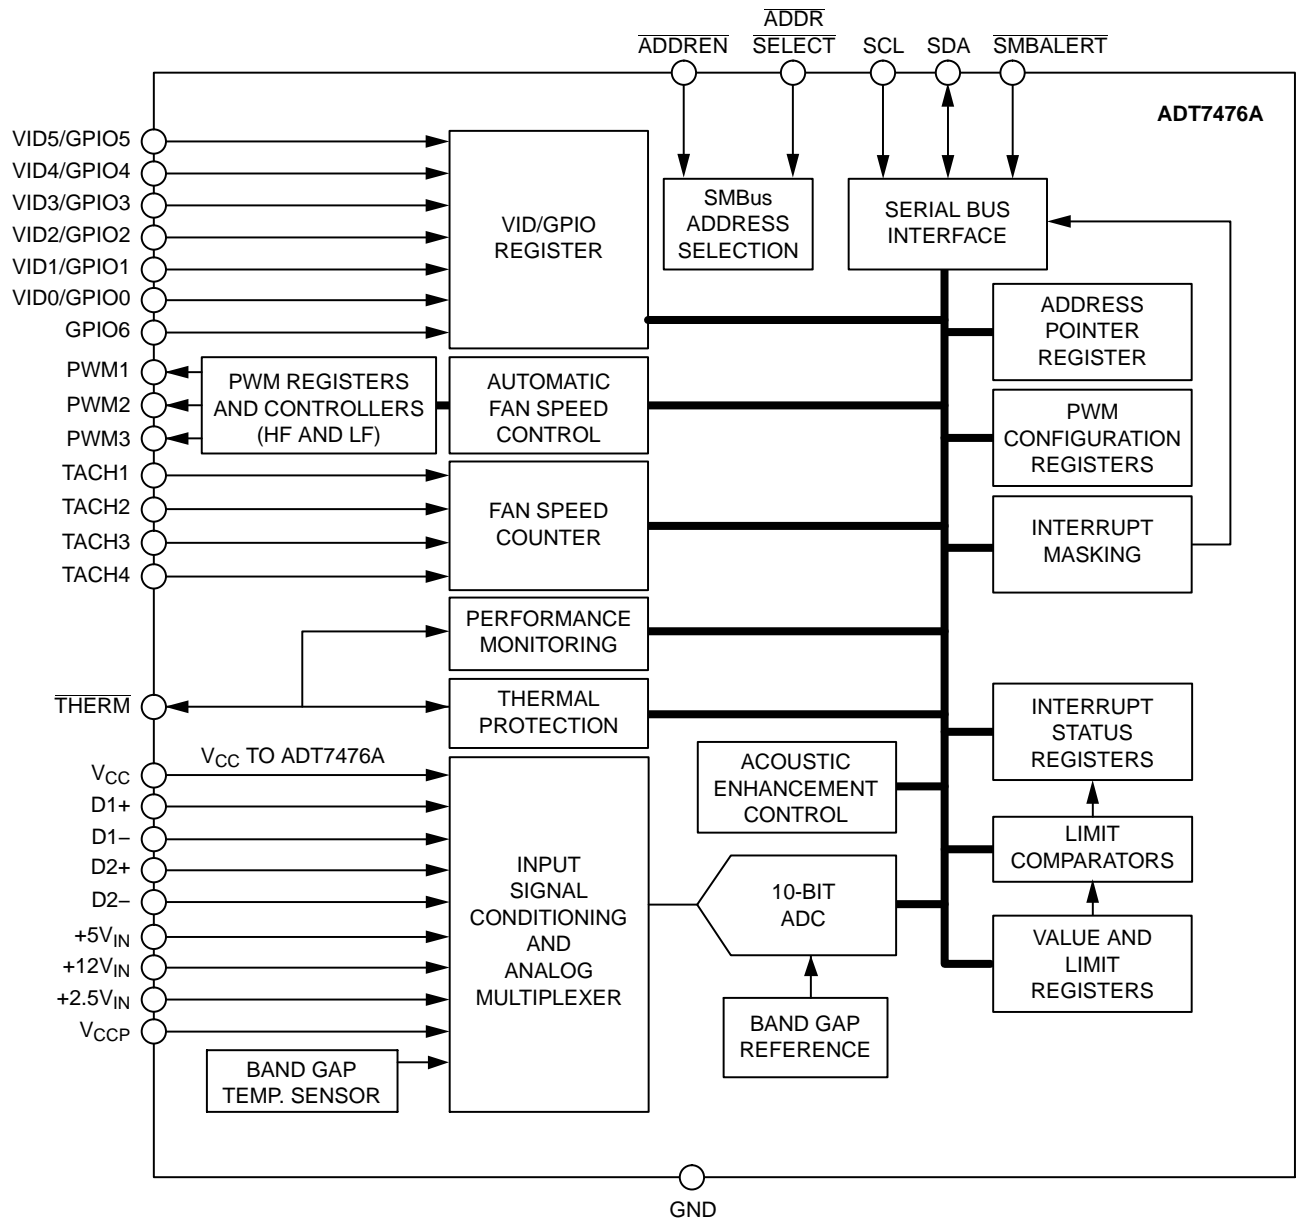 ADDR
ADDREN
SELECT
SCL
SDA
SMBALERT
ADT7476A
VID5/GPIO5
VID4/GPIO4
VID3/GPIO3
VID2/GPIO2
VID1/GPIO1
VID0/GPIO0
GPIO6
VID/GPIO
REGISTER
SMBus
ADDRESS
SELECTION
SERIAL BUS
INTERFACE
ADDRESS
POINTER
REGISTER
PWM1
PWM2
PWM3
PWM REGISTERS
AND CONTROLLERS
(HF AND LF)
AUTOMATIC
FAN SPEED
CONTROL
PWM
CONFIGURATION
REGISTERS
TACH1
TACH2
TACH3
TACH4
FAN SPEED
COUNTER
INTERRUPT
MASKING
PERFORMANCE
MONITORING
THERM
THERMAL
PROTECTION
INTERRUPT
STATUS
REGISTERS
VCC
VCC TO ADT7476A
D1+
D1–
D2+
D2–
+5VIN
+12VIN
+2.5VIN
VCCP
INPUT
SIGNAL
CONDITIONING
AND
ANALOG
MULTIPLEXER
ACOUSTIC
ENHANCEMENT
CONTROL
LIMIT
COMPARATORS
10-BIT
ADC
VALUE AND
LIMIT
REGISTERS
BAND GAP
REFERENCE
BAND GAP
TEMP. SENSOR
GND